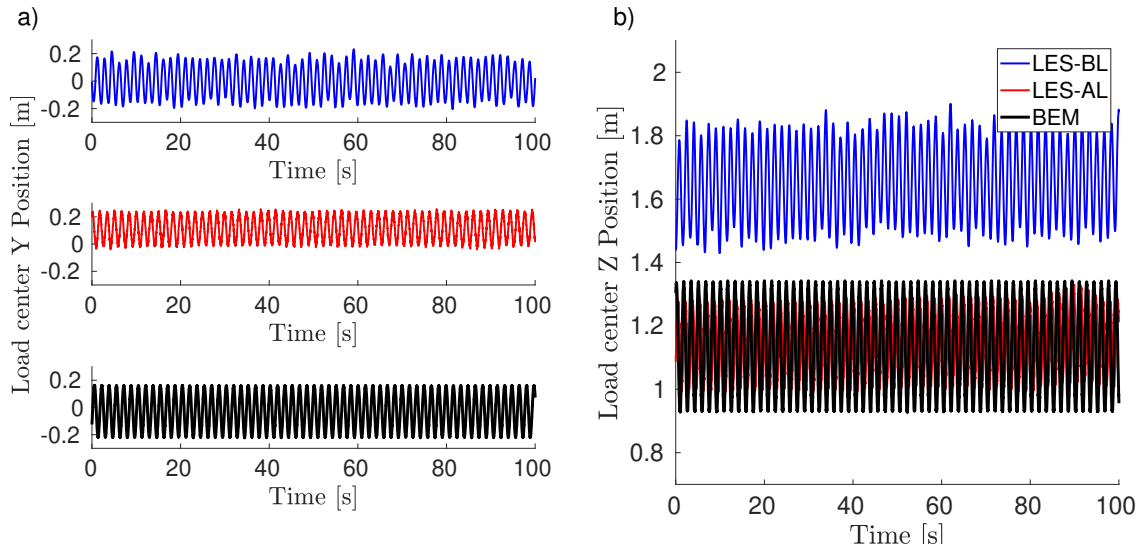 a)
Load center Y Position [m]
0.2
0
-0.2
0 20 40 60 80 100
Time [s]
0.2
0
-0.2
0 20 40 60 80 100
Time [s]
0.2
0
-0.2
0 20 40 60 80 100
Time [s]
b)
Load center Z Position [m]
2
1.8
1.6
1.4
1.2
1
0.8
0 20 40 60 80 100
Time [s]
LES-BL
LES-AL
BEM